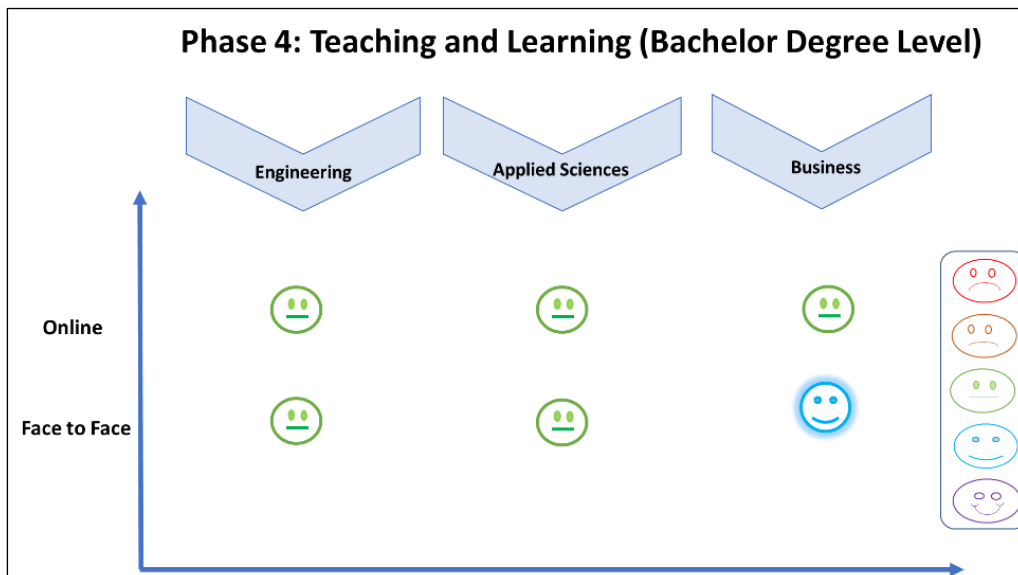 Phase 4: Teaching and Learning (Bachelor Degree Level)
Engineering
Applied Sciences
Business
Online
Face to Face